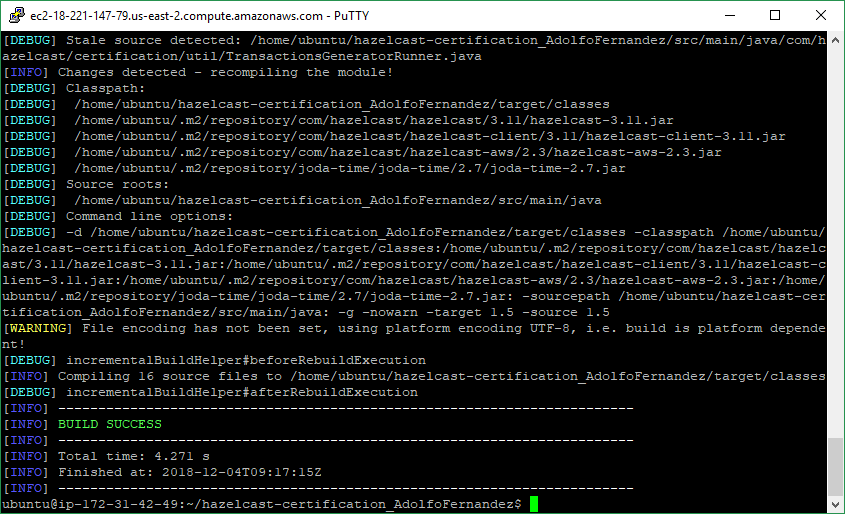 ec2-18-221-147-79.us-east-2.compute.amazonaws.com - PuTTY
[DEBUG] Stale source detected: /home/ubuntu/hazelcast-certification_AdolfoFernandez/src/main/java/com/h
azelcast/certification/util/TransactionsGeneratorRunner.java
[INFO] Changes detected - recompiling the module!
[DEBUG] Classpath:
[DEBUG]  /home/ubuntu/hazelcast-certification_AdolfoFernandez/target/classes
[DEBUG]  /home/ubuntu/.m2/repository/com/hazelcast/hazelcast/3.11/hazelcast-3.11.jar
[DEBUG]  /home/ubuntu/.m2/repository/com/hazelcast/hazelcast-client/3.11/hazelcast-client-3.11.jar
[DEBUG]  /home/ubuntu/.m2/repository/com/hazelcast/hazelcast-aws/2.3/hazelcast-aws-2.3.jar
[DEBUG]  /home/ubuntu/.m2/repository/joda-time/joda-time/2.7/joda-time-2.7.jar
[DEBUG] Source roots:
[DEBUG]  /home/ubuntu/hazelcast-certification_AdolfoFernandez/src/main/java
[DEBUG] Command line options:
[DEBUG] -d /home/ubuntu/hazelcast-certification_AdolfoFernandez/target/classes -classpath /home/ubuntu/
hazelcast-certification_AdolfoFernandez/target/classes:/home/ubuntu/.m2/repository/com/hazelcast/hazelc
ast/3.11/hazelcast-3.11.jar:/home/ubuntu/.m2/repository/com/hazelcast/hazelcast-client/3.11/hazelcast-c
lient-3.11.jar:/home/ubuntu/.m2/repository/com/hazelcast/hazelcast-aws/2.3/hazelcast-aws-2.3.jar:/home/
ubuntu/.m2/repository/joda-time/joda-time/2.7/joda-time-2.7.jar: -sourcepath /home/ubuntu/hazelcast-cer
tification_AdolfoFernandez/src/main/java: -g -nowarn -target 1.5 -source 1.5
[WARNING] File encoding has not been set, using platform encoding UTF-8, i.e. build is platform depende
nt!
[DEBUG] incrementalBuildHelper#beforeRebuildExecution
[INFO] Compiling 16 source files to /home/ubuntu/hazelcast-certification_AdolfoFernandez/target/classes
[DEBUG] incrementalBuildHelper#afterRebuildExecution
[INFO] ------------------------------------------------------------------------
[INFO] BUILD SUCCESS
[INFO] ------------------------------------------------------------------------
[INFO] Total time: 4.271 s
[INFO] Finished at: 2018-12-04T09:17:15Z
[INFO] ------------------------------------------------------------------------
ubuntu@ip-172-31-42-49:~/hazelcast-certification_AdolfoFernandez$